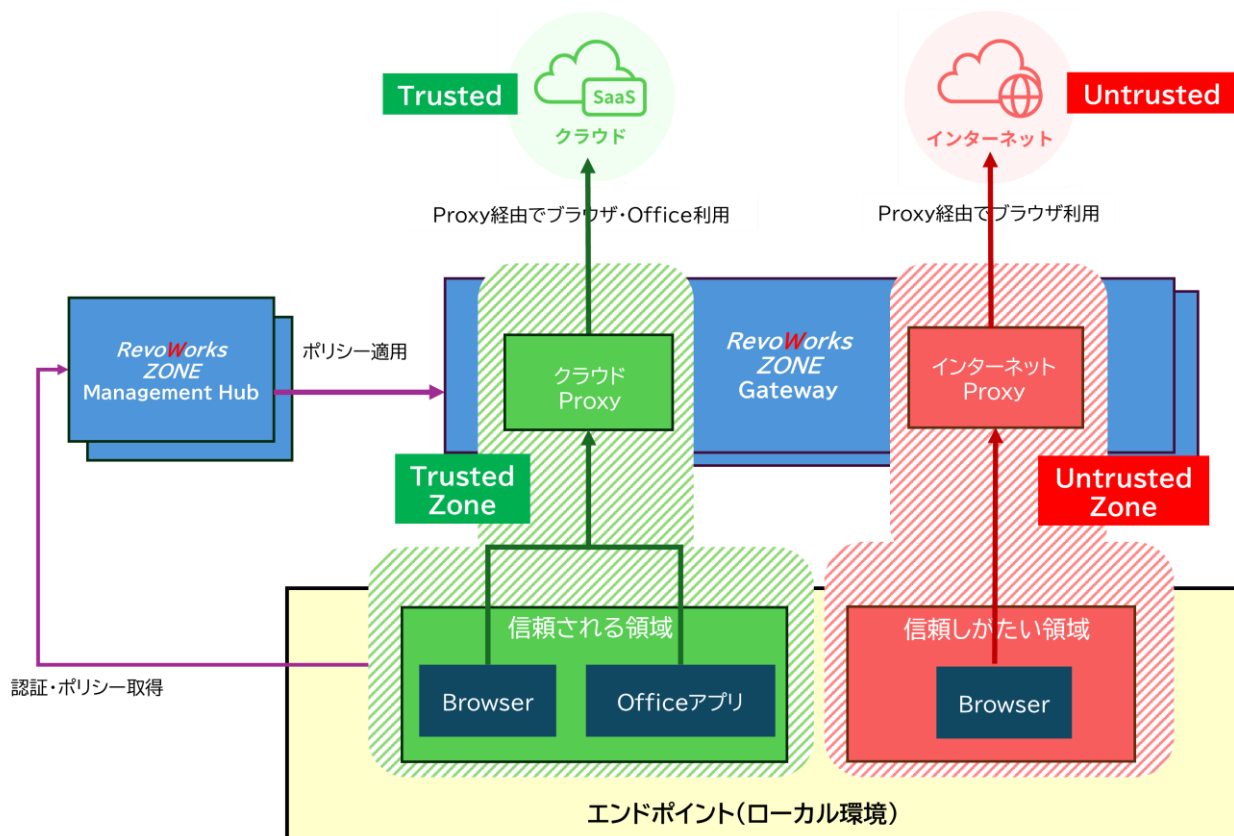 Trusted
SaaS
クラウド
インターネット
Untrusted
Proxy経由でブラウザ・Office利用
Proxy経由でブラウザ利用
RevoWorks
ZONE
Management Hub
ポリシー適用
クラウド
Proxy
RevoWorks
ZONE
Gateway
インターネット
Proxy
Trusted
Zone
Untrusted
Zone
信頼される領域
信頼しがたい領域
認証・ポリシー取得
Browser
Officeアプリ
Browser
エンドポイント(ローカル環境)